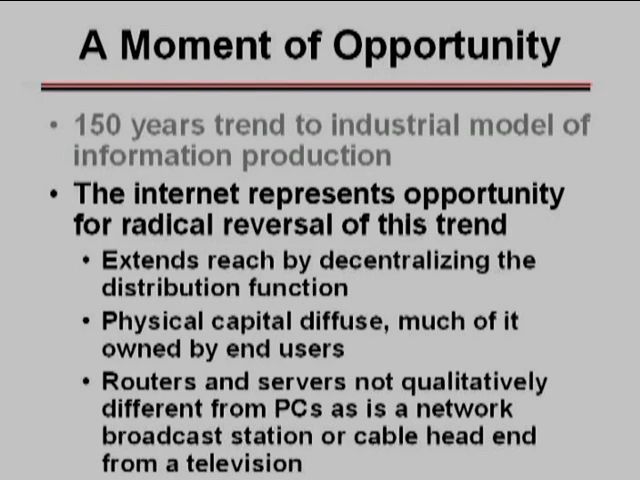 A Moment of Opportunity
• 150 years trend to industrial model of
information production
• The internet represents opportunity
for radical reversal of this trend
• Extends reach by decentralizing the
distribution function
• Physical capital diffuse, much of it
owned by end users
• Routers and servers not qualitatively
different from PCs as is a network
broadcast station or cable head end
from a television